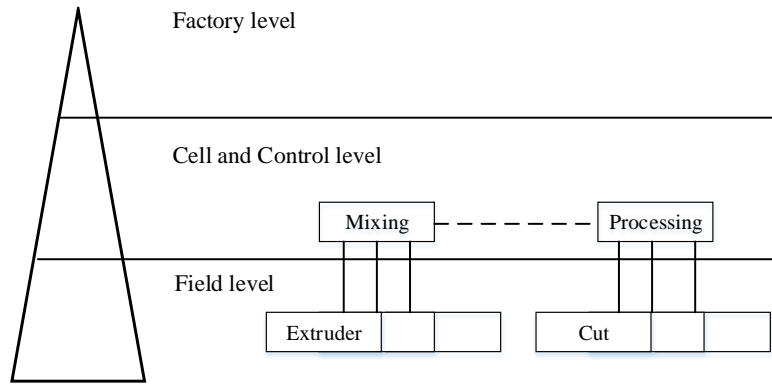 Factory level
Cell and Control level
Mixing
Processing
Field level
Extruder
Cut